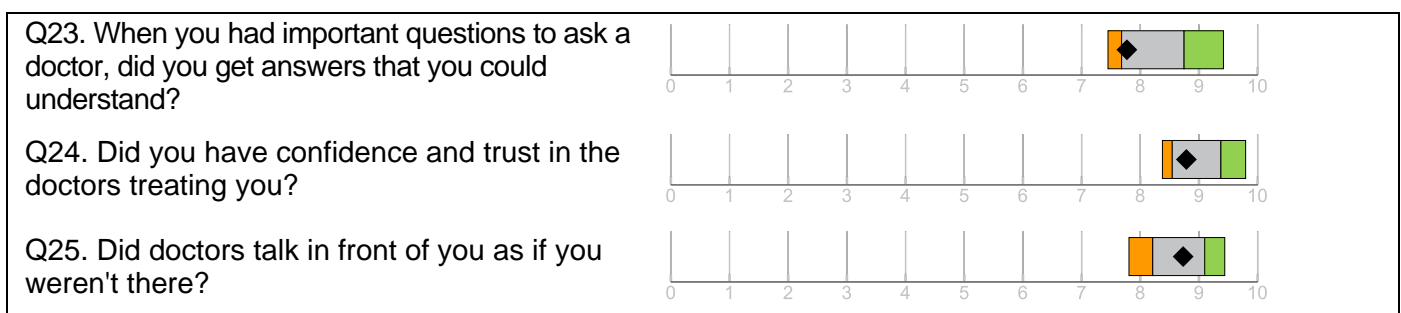 Q23. When you had important questions to ask a
doctor, did you get answers that you could
understand?
0 1 2 3 4 5 6 7 8 9 10
Q24. Did you have confidence and trust in the
doctors treating you?
0 1 2 3 4 5 6 7 8 9 10
Q25. Did doctors talk in front of you as if you
weren't there?
0 1 2 3 4 5 6 7 8 9 10